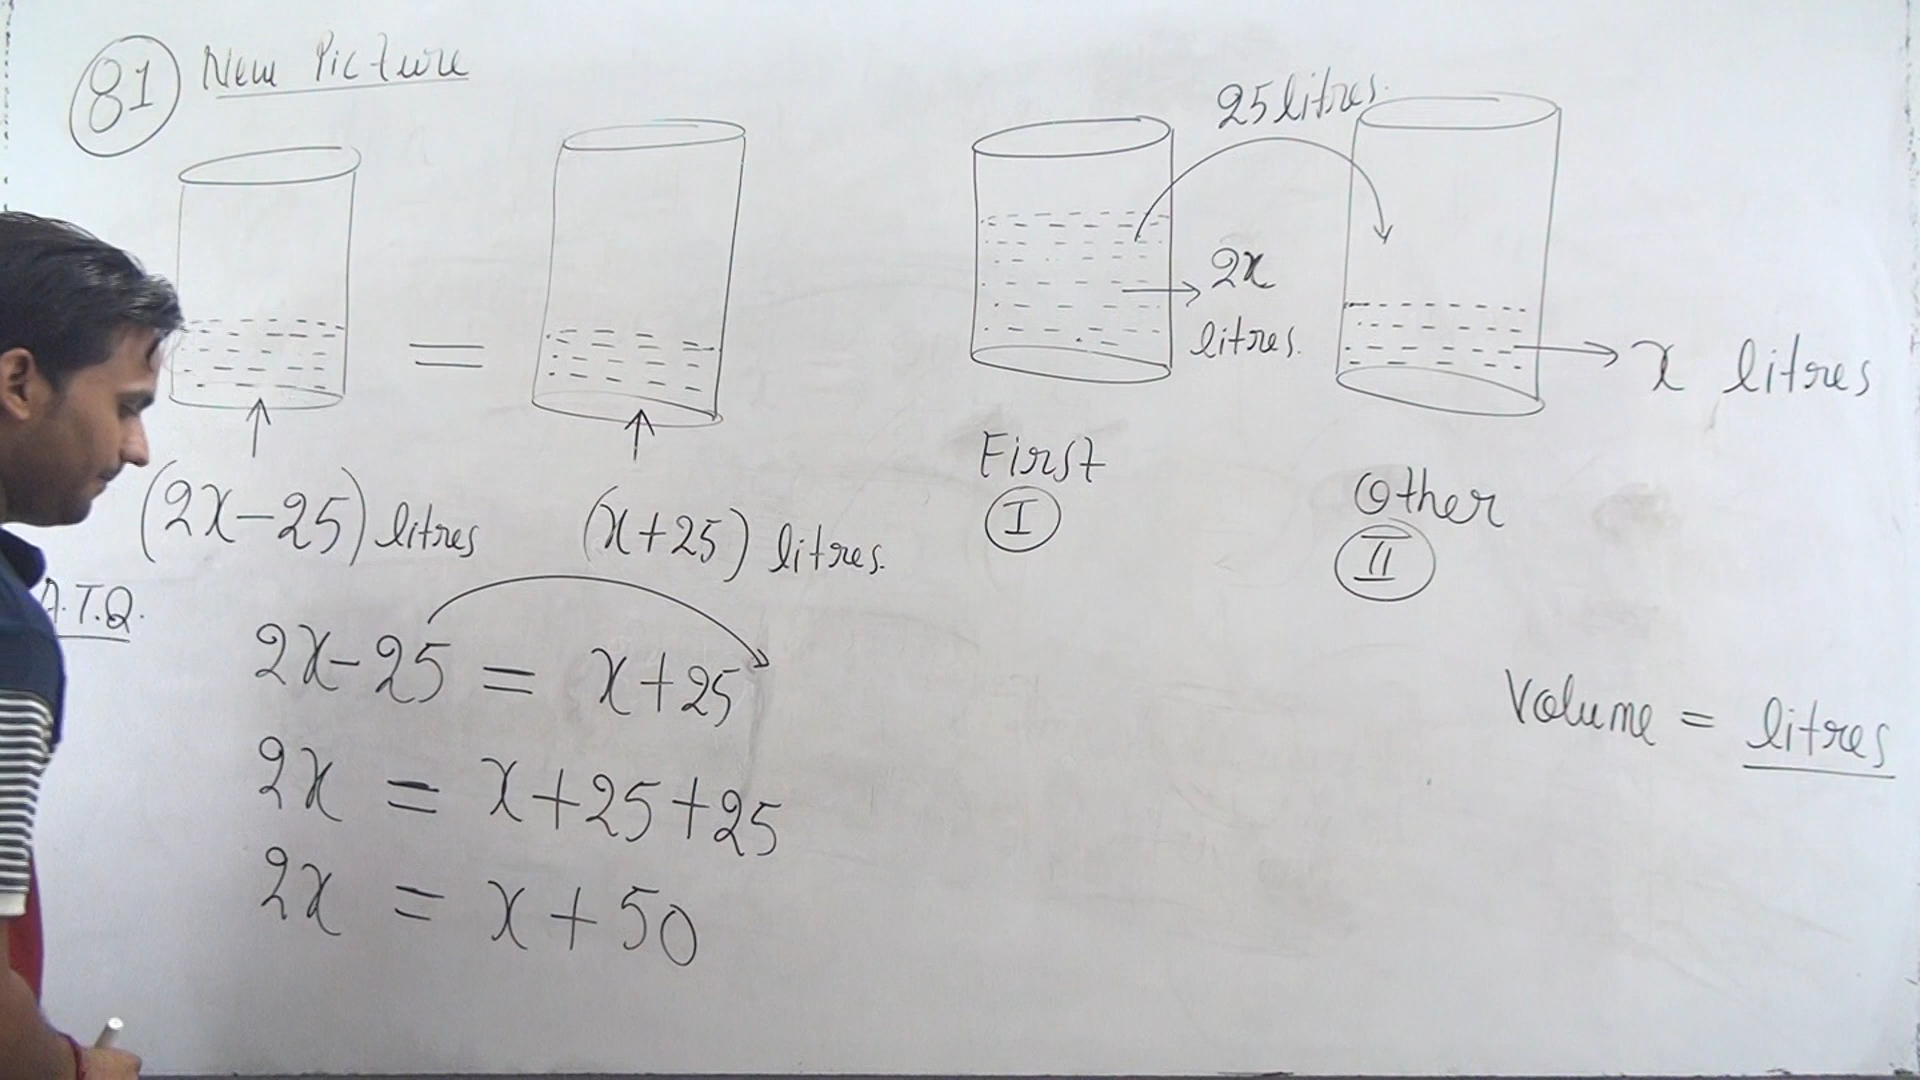 81 New Picture
25 litres.
2x
litres.
x litres
First
I
Other
II
(2x-25) litres
(x+25) litres.
=
A.T.Q.
2x-25 = x+25
2x = x+25+25
2x = x+50
Volume = litres